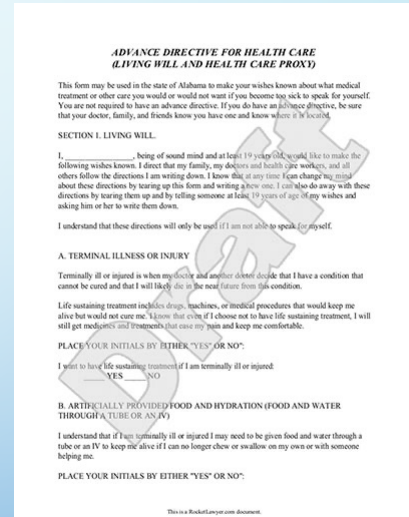 ADVANCE DIRECTIVE FOR HEALTH CARE
(LIVING WILL AND HEALTH CARE PROXY)
This form may be used in the state of Alabama to make your wishes known about what medical
treatment or other care you would or would not want if you become too sick to speak for yourself.
You are not required to have an advance directive. If you do have an advance directive, be sure
that your doctor, family, and friends know you have one and know where it is located.
SECTION 1. LIVING WILL.
I, ______________, being of sound mind and at least 19 years old, would like to make the
following wishes known. I direct that my family, my doctors and health care workers, and all
others follow the directions I am writing down. I know that at any time I can change my mind
about these directions by tearing up this form and writing a new one. I can also do away with these
directions by tearing them up and by telling someone at least 19 years of age of my wishes and
asking him or her to write them down.
I understand that these directions will only be used if I am not able to speak for myself.
A. TERMINAL ILLNESS OR INJURY
Terminally ill or injured is when my doctor and another doctor decide that I have a condition that
cannot be cured and that I will likely die in the near future from this condition.
Life sustaining treatment includes drugs, machines, or medical procedures that would keep me
alive but would not cure me. I know that even if I choose not to have life sustaining treatment, I will
still get medicines and treatments that ease my pain and keep me comfortable.
PLACE YOUR INITIALS BY EITHER "YES" OR NO":
I want to have life sustaining treatment if I am terminally ill or injured:
____ YES ____ NO
B. ARTIFICIALLY PROVIDED FOOD AND HYDRATION (FOOD AND WATER
THROUGH A TUBE OR AN IV)
I understand that if I am terminally ill or injured I may need to be given food and water through a
tube or an IV to keep me alive if I can no longer chew or swallow on my own or with someone
helping me.
PLACE YOUR INITIALS BY EITHER "YES" OR NO":
This is a RocketLawyer.com document.
Draft